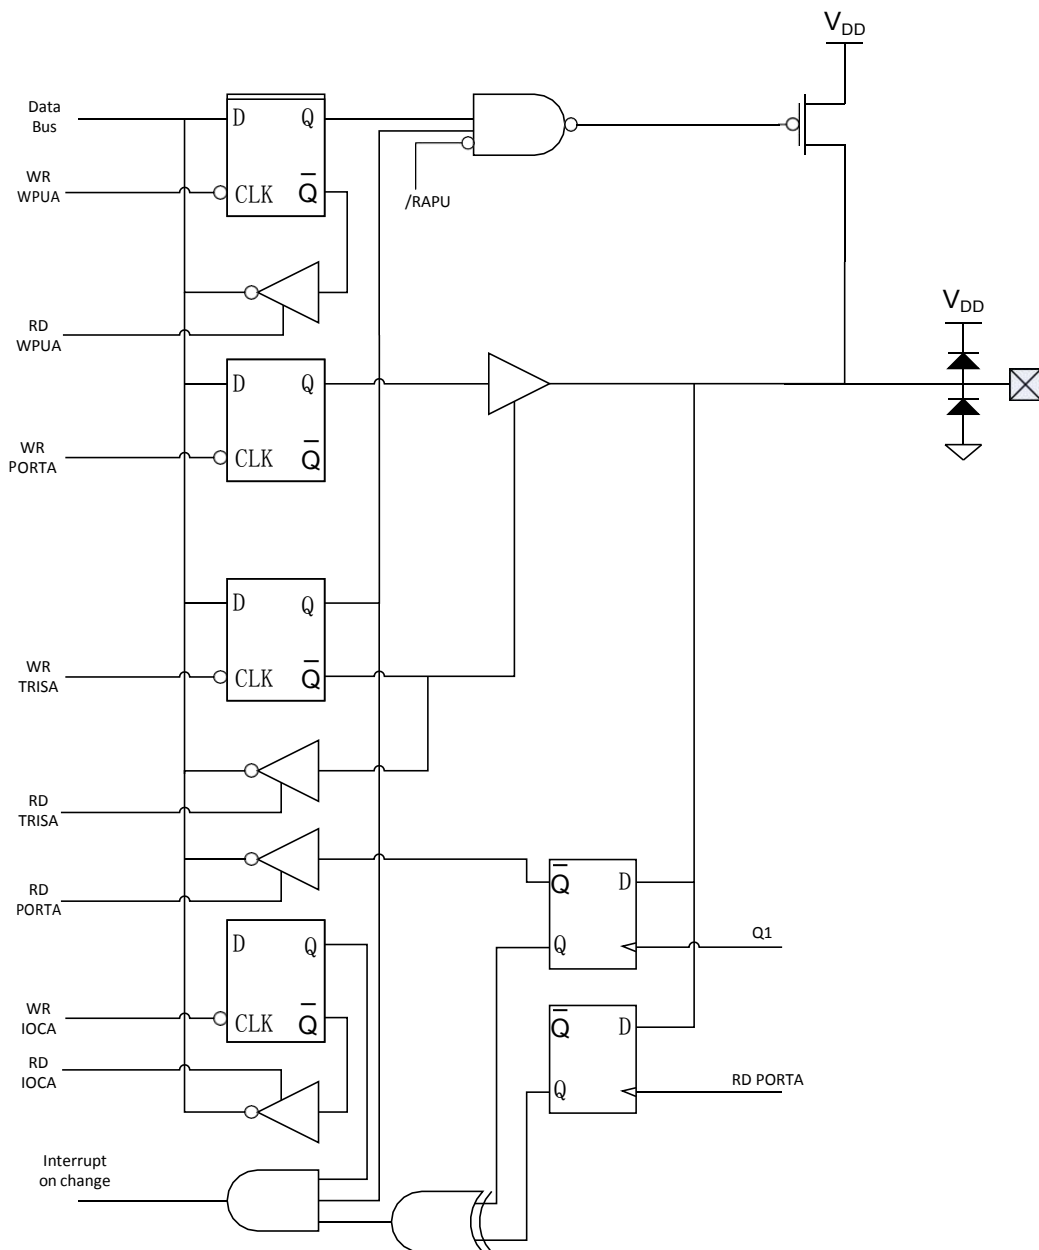 VDD
Data
Bus
D Q
WR
WPUA
CLK Q̅
/RAPU
RD
WPUA
VDD
D Q
WR
PORTA
CLK Q̅
D Q
WR
TRISA
CLK Q̅
RD
TRISA
RD
PORTA
Q̅ D
Q
Q1
D Q
WR
IOCA
CLK Q̅
Q̅ D
RD
IOCA
Q
RD PORTA
Interrupt
on change